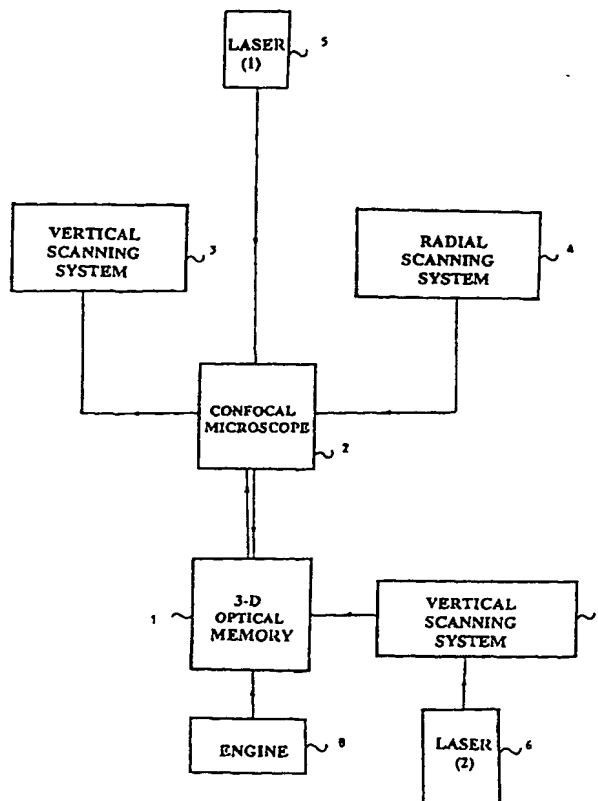 LASER
(1)
5
VERTICAL
SCANNING
SYSTEM
3
RADIAL
SCANNING
SYSTEM
4
CONFOCAL
MICROSCOPE
2
3-D
OPTICAL
MEMORY
1
VERTICAL
SCANNING
SYSTEM
ENGINE
8
LASER
(2)
6